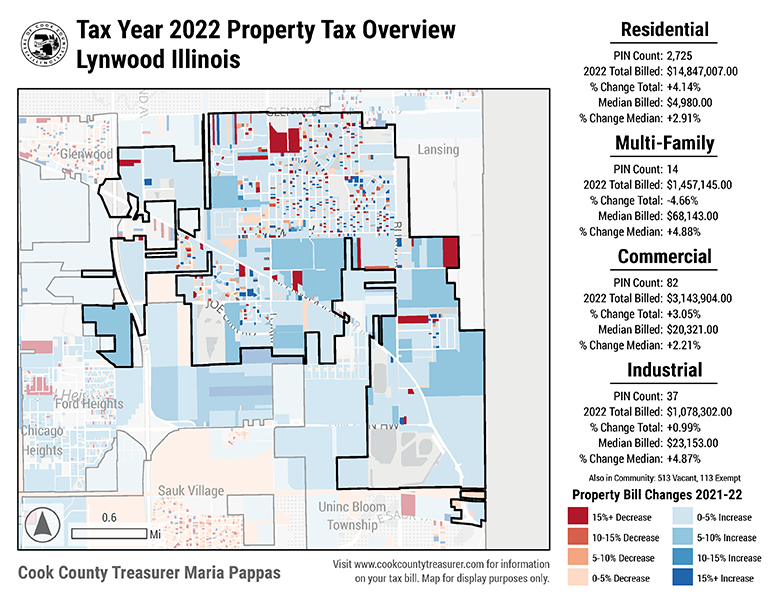 Tax Year 2022 Property Tax Overview
Lynwood Illinois
Residential
PIN Count: 2,725
2022 Total Billed: $14,847,007.00
% Change Total: +4.14%
Median Billed: $4,980.00
% Change Median: +2.91%
Multi-Family
PIN Count: 14
2022 Total Billed: $1,457,145.00
% Change Total: -4.66%
Median Billed: $68,143.00
% Change Median: +4.88%
Commercial
PIN Count: 82
2022 Total Billed: $3,143,904.00
% Change Total: +3.05%
Median Billed: $20,321.00
% Change Median: +2.21%
Industrial
PIN Count: 37
2022 Total Billed: $1,078,302.00
% Change Total: +0.99%
Median Billed: $23,153.00
% Change Median: +4.87%
Also in Community: 513 Vacant, 113 Exempt
Property Bill Changes 2021-22
15%+ Decrease
10-15% Decrease
5-10% Decrease
0-5% Decrease
0-5% Increase
5-10% Increase
10-15% Increase
15%+ Increase
Glenwood
Lansing
Ford Heights
Chicago
Heights
Sauk Village
Uninc Bloom
Township
0.6
Mi
Cook County Treasurer Maria Pappas
Visit www.cookcountytreasurer.com for information
on your tax bill. Map for display purposes only.